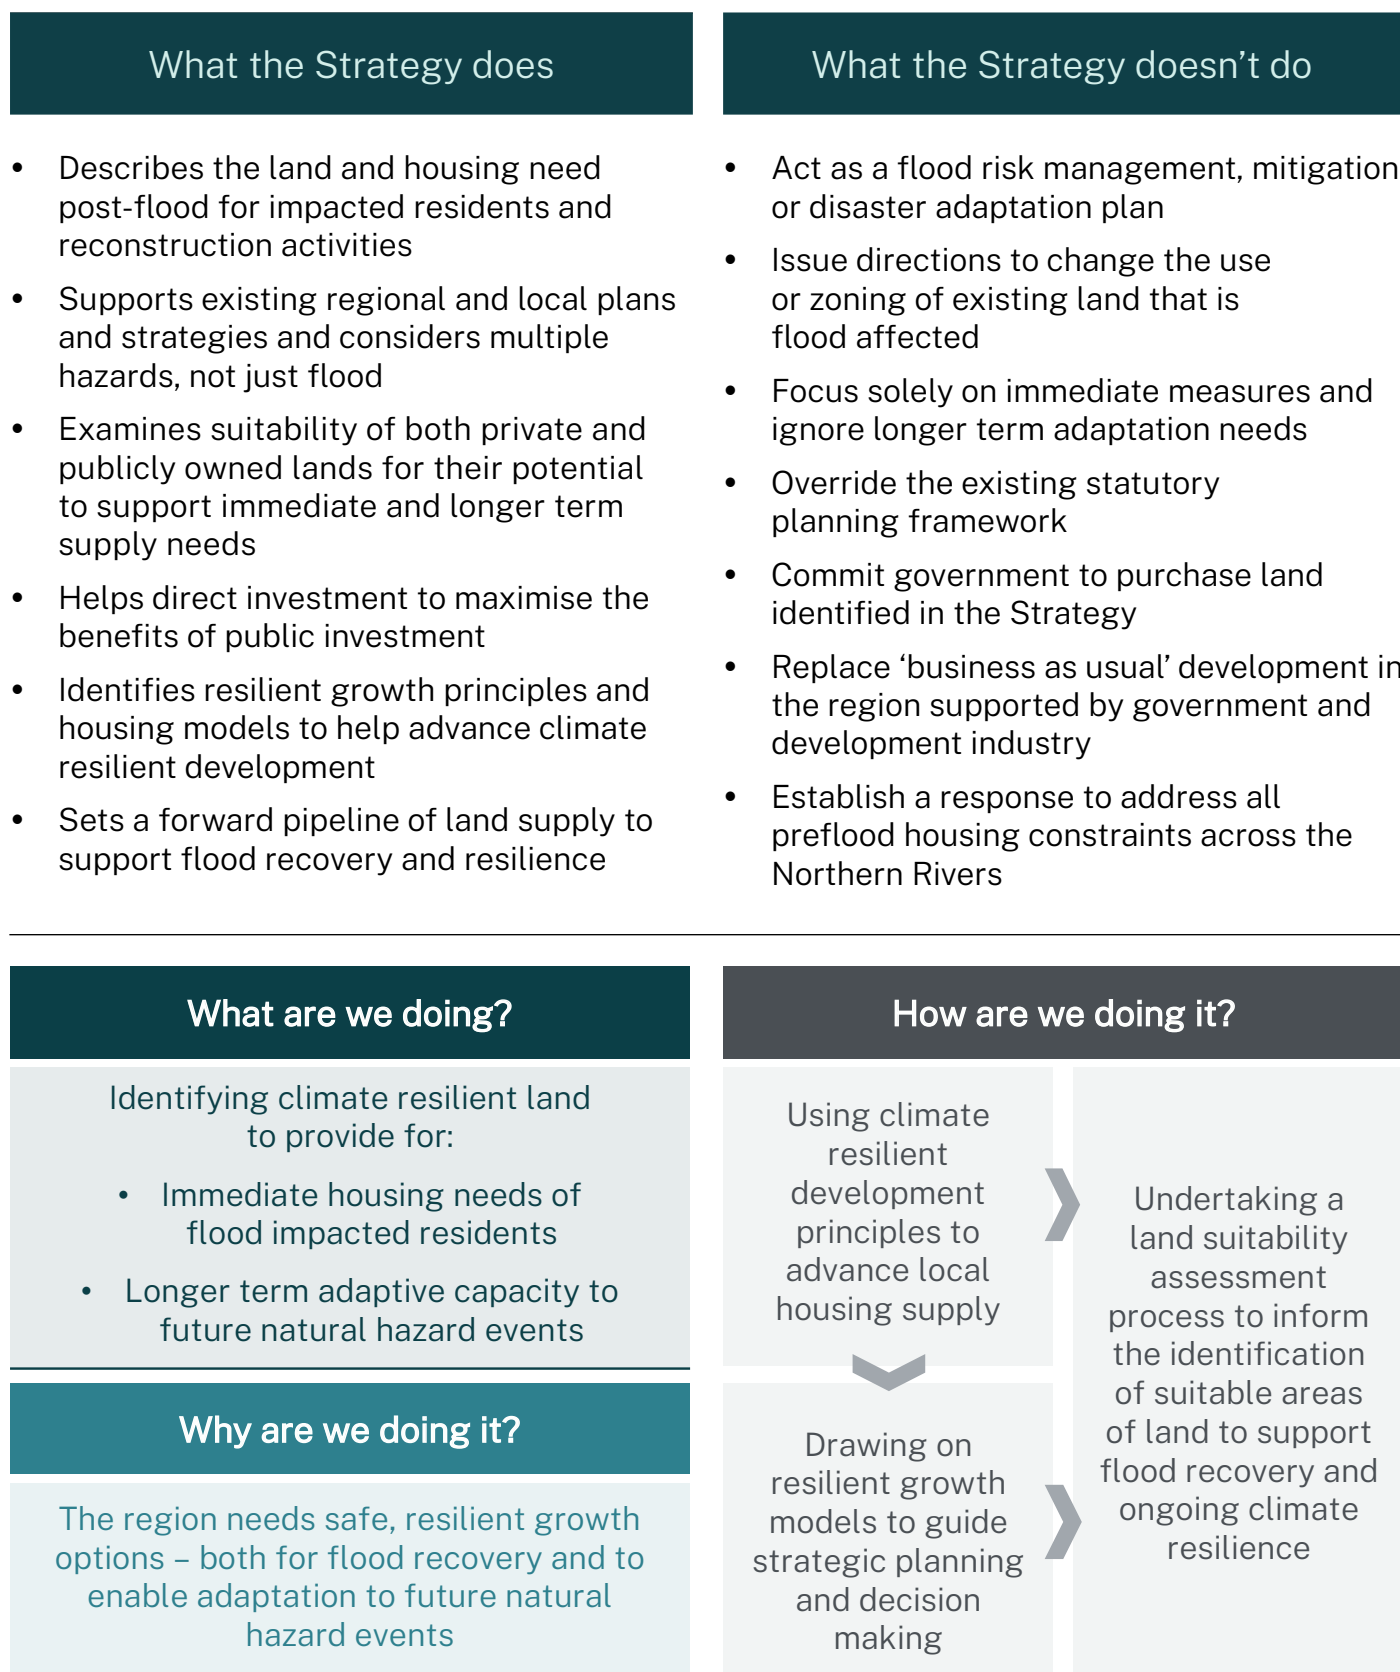 What the Strategy does
• Describes the land and housing need
post-flood for impacted residents and
reconstruction activities
• Supports existing regional and local plans
and strategies and considers multiple
hazards, not just flood
• Examines suitability of both private and
publicly owned lands for their potential
to support immediate and longer term
supply needs
• Helps direct investment to maximise the
benefits of public investment
• Identifies resilient growth principles and
housing models to help advance climate
resilient development
• Sets a forward pipeline of land supply to
support flood recovery and resilience
What the Strategy doesn’t do
• Act as a flood risk management, mitigation
or disaster adaptation plan
• Issue directions to change the use
or zoning of existing land that is
flood affected
• Focus solely on immediate measures and
ignore longer term adaptation needs
• Override the existing statutory
planning framework
• Commit government to purchase land
identified in the Strategy
• Replace ‘business as usual’ development in
the region supported by government and
development industry
• Establish a response to address all
preflood housing constraints across the
Northern Rivers
What are we doing?
Identifying climate resilient land
to provide for:
• Immediate housing needs of
flood impacted residents
• Longer term adaptive capacity to
future natural hazard events
Why are we doing it?
The region needs safe, resilient growth
options – both for flood recovery and to
enable adaptation to future natural
hazard events
How are we doing it?
Using climate
resilient
development
principles to
advance local
housing supply
Drawing on
resilient growth
models to guide
strategic planning
and decision
making
Undertaking a
land suitability
assessment
process to inform
the identification
of suitable areas
of land to support
flood recovery and
ongoing climate
resilience